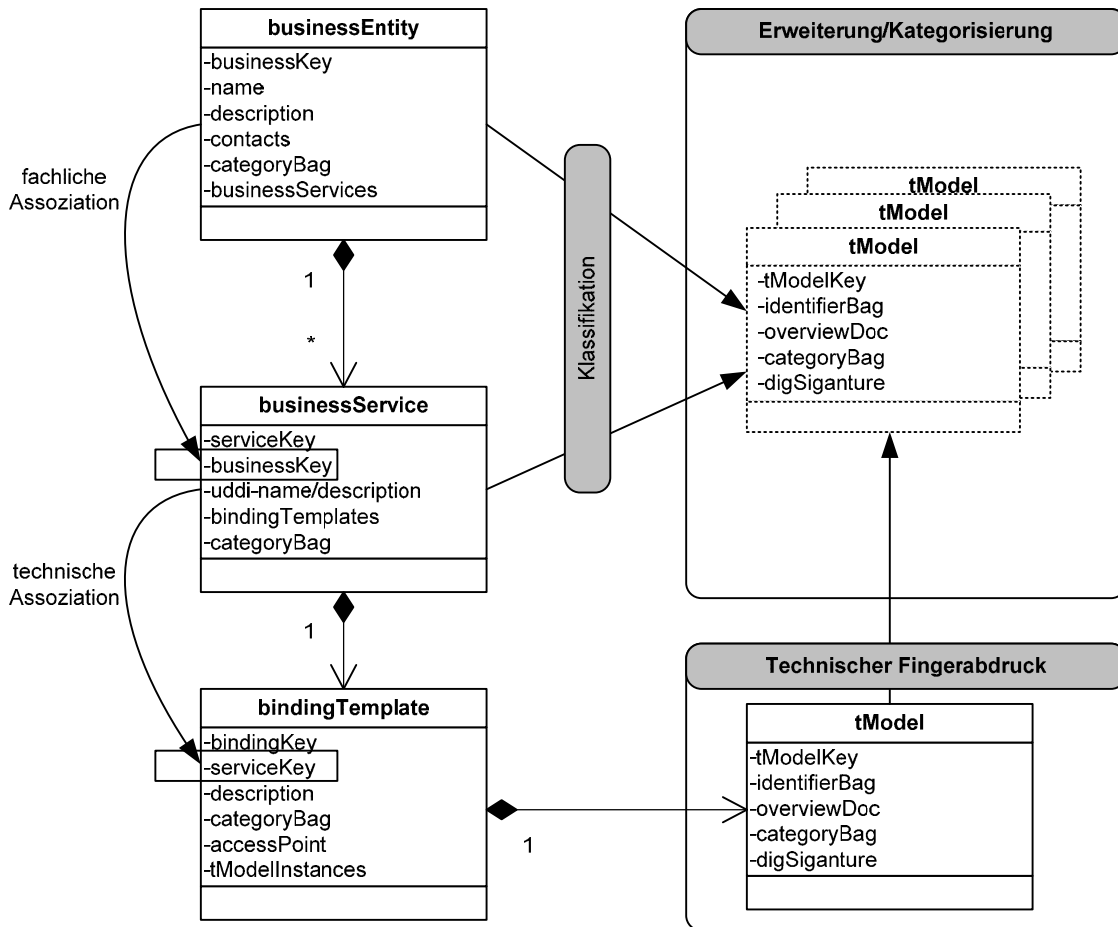 businessEntity
-businessKey
-name
-description
-contacts
-categoryBag
-businessServices
fachliche
Assoziation
1
*
businessService
-serviceKey
-businessKey
-uddi-name/description
-bindingTemplates
-categoryBag
technische
Assoziation
1
bindingTemplate
-bindingKey
-serviceKey
-description
-categoryBag
-accessPoint
-tModelInstances
1
Klassifikation
Erweiterung/Kategorisierung
tModel
tModel
tModel
-tModelKey
-identifierBag
-overviewDoc
-categoryBag
-digSiganture
Technischer Fingerabdruck
tModel
-tModelKey
-identifierBag
-overviewDoc
-categoryBag
-digSiganture